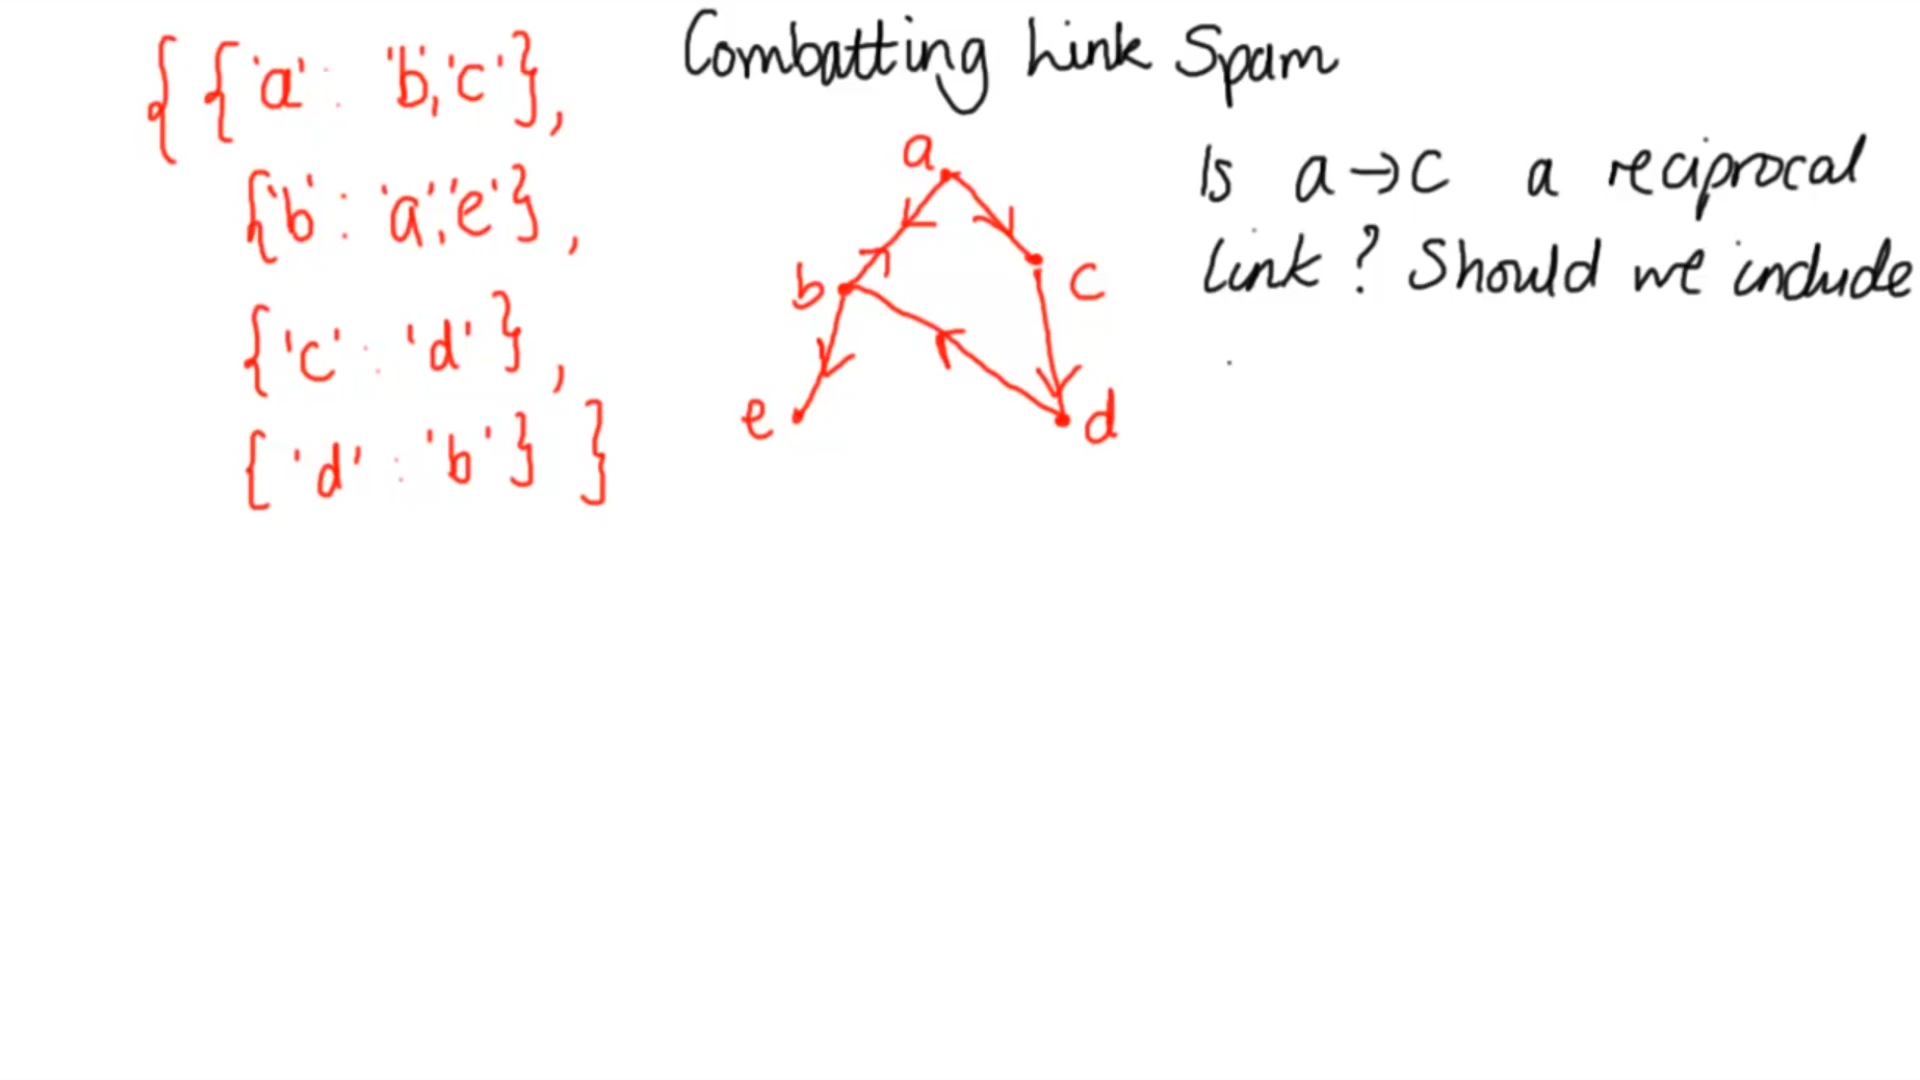 Combatting Link Spam
{ {'a': 'b','c'},
{'b': 'a','e'},
{'c': 'd'},
{'d': 'b'} }
a
b
c
e
d
Is a→c a reciprocal
link? Should we include